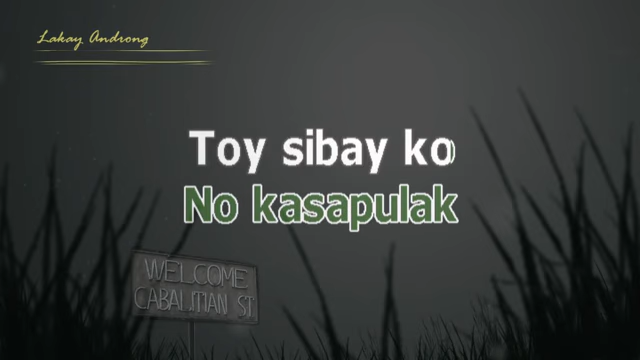 Lakay Androng
Toy sibay ko
No kasapulak
WELCOME
CABALITIAN ST.